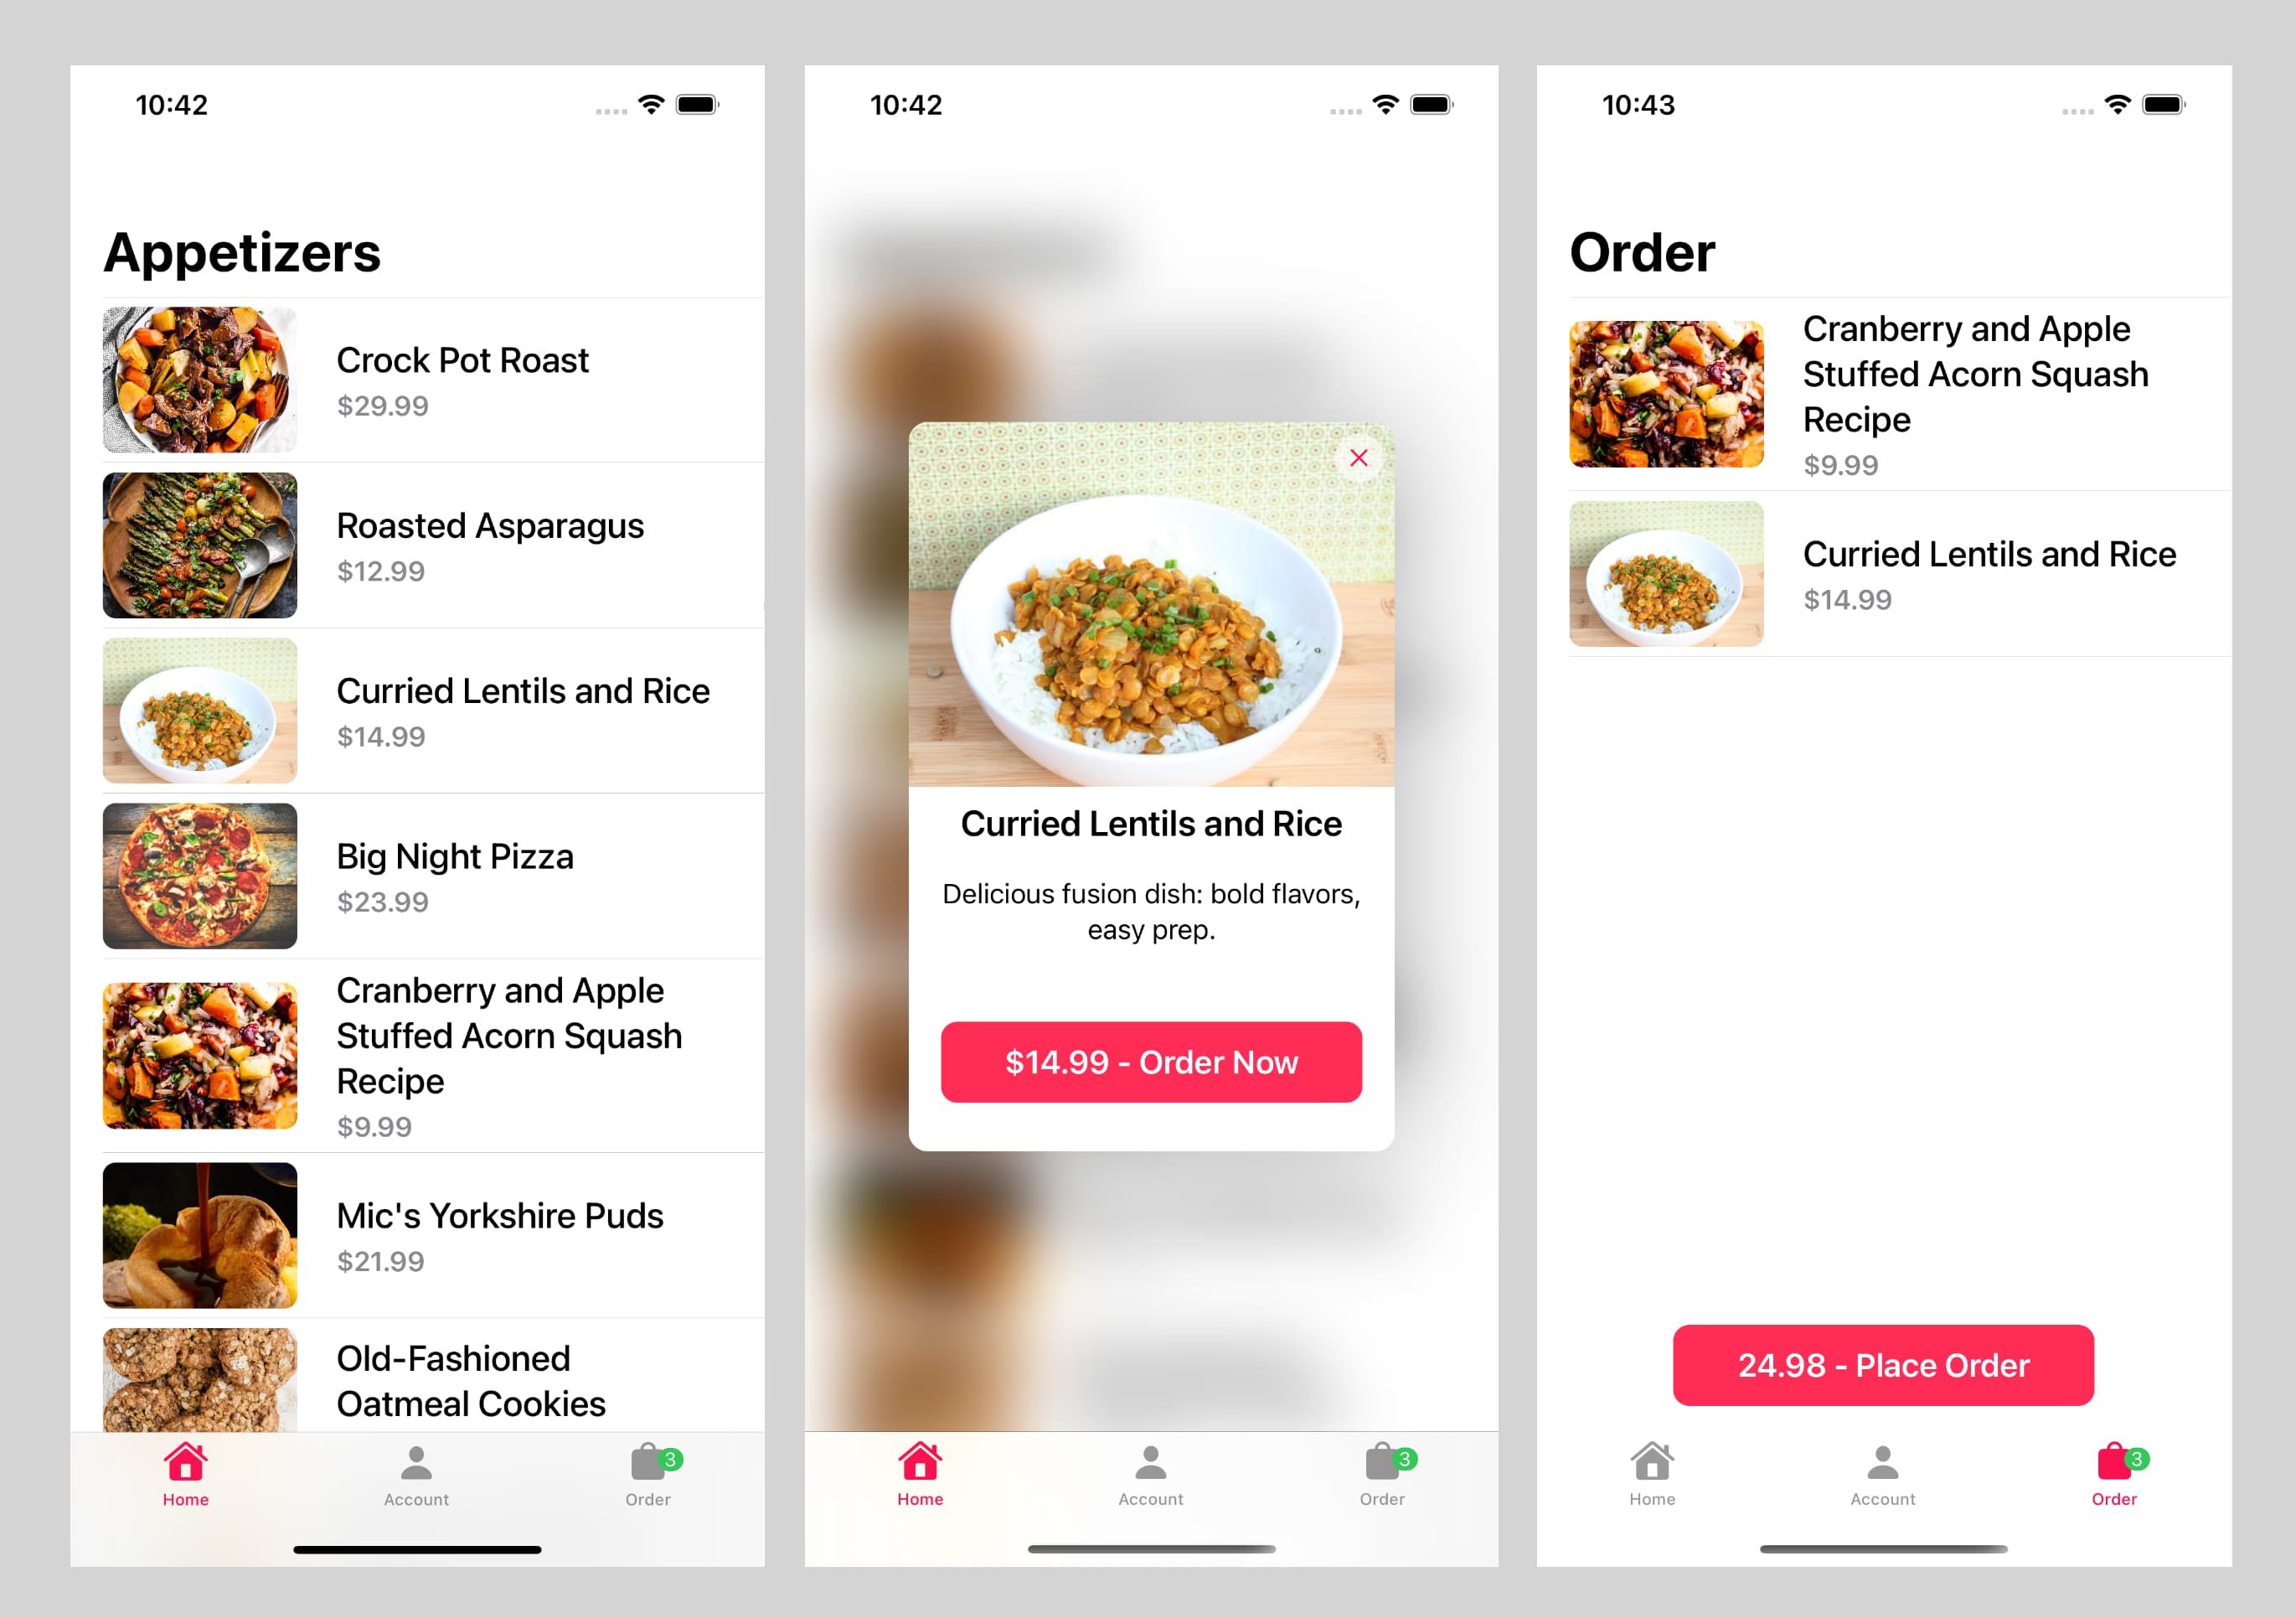 10:42
Appetizers
Crock Pot Roast
$29.99
Roasted Asparagus
$12.99
Curried Lentils and Rice
$14.99
Big Night Pizza
$23.99
Cranberry and Apple
Stuffed Acorn Squash
Recipe
$9.99
Mic's Yorkshire Puds
$21.99
Old-Fashioned
Oatmeal Cookies
3
Home
Account
Order
10:42
Curried Lentils and Rice
Delicious fusion dish: bold flavors,
easy prep.
$14.99 - Order Now
3
Home
Account
Order
10:43
Order
Cranberry and Apple
Stuffed Acorn Squash
Recipe
$9.99
Curried Lentils and Rice
$14.99
24.98 - Place Order
3
Home
Account
Order